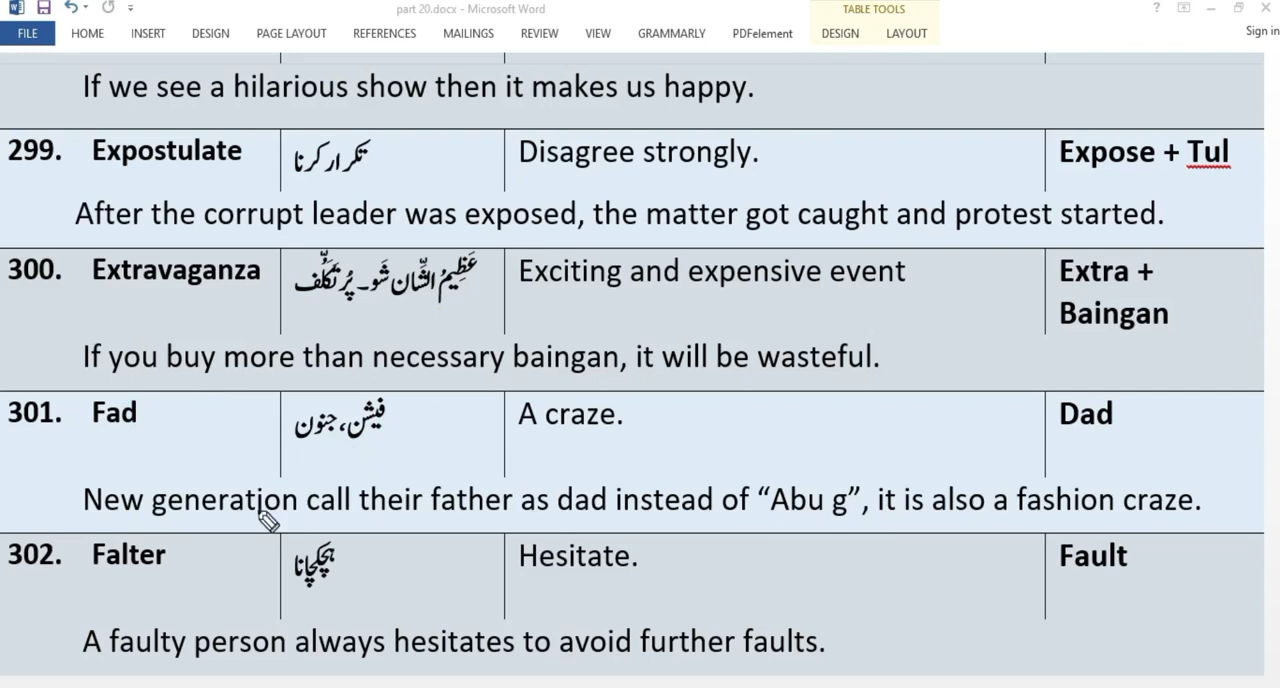 part 20.docx - Microsoft Word
TABLE TOOLS
?
FILE HOME INSERT DESIGN PAGE LAYOUT REFERENCES MAILINGS REVIEW VIEW GRAMMARLY PDFelement DESIGN LAYOUT
Sign in
If we see a hilarious show then it makes us happy.
299. Expostulate تکرار کرنا Disagree strongly. Expose + Tul
After the corrupt leader was exposed, the matter got caught and protest started.
300. Extravaganza عَظِیمُ الشَّان شَو۔ پُر تَکَلُّف Exciting and expensive event Extra +
Baingan
If you buy more than necessary baingan, it will be wasteful.
301. Fad فیشن، جنون A craze. Dad
New generation call their father as dad instead of “Abu g”, it is also a fashion craze.
302. Falter ہچکچانا Hesitate. Fault
A faulty person always hesitates to avoid further faults.